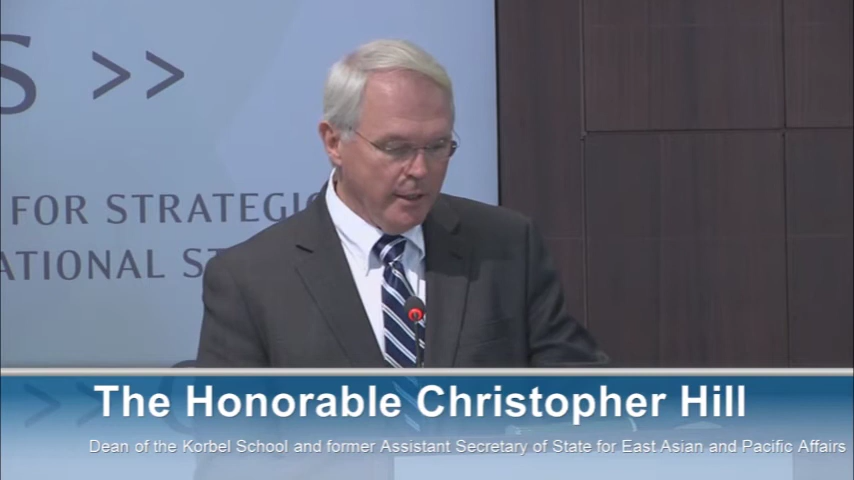 S >>
FOR STRATEGIC
ATIONAL S
The Honorable Christopher Hill
Dean of the Korbel School and former Assistant Secretary of State for East Asian and Pacific Affairs